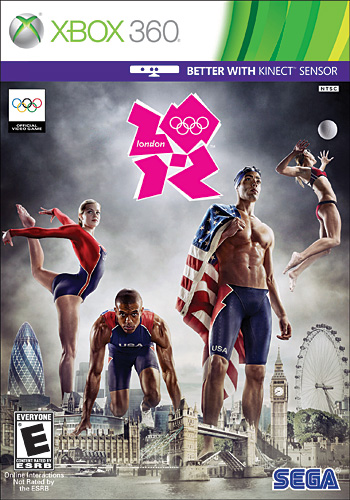 XBOX 360
BETTER WITH KINECT SENSOR
NTSC
OFFICIAL
VIDEO GAME
london
USA
USA
EVERYONE
E
CONTENT RATED BY
ESRB
Online Interactions
Not Rated by
the ESRB
SEGA